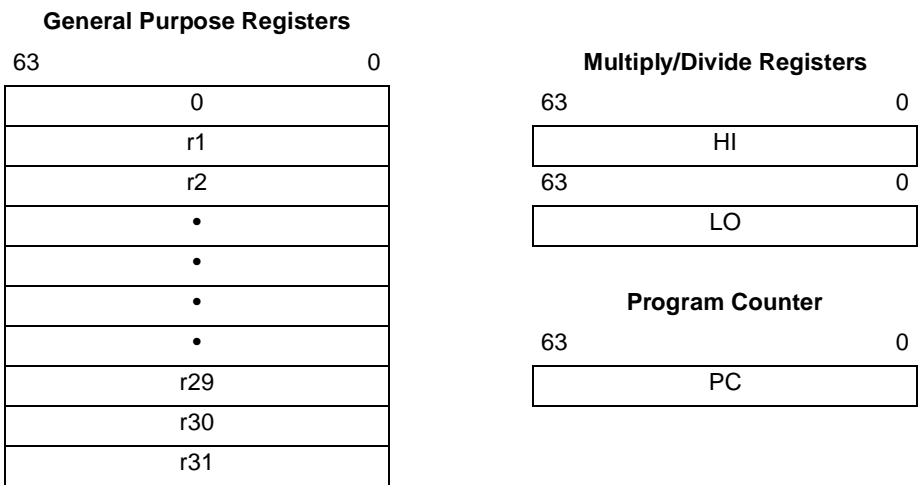 General Purpose Registers
63 0
0
r1
r2
•
•
•
•
r29
r30
r31
Multiply/Divide Registers
63 0
HI
63 0
LO
Program Counter
63 0
PC